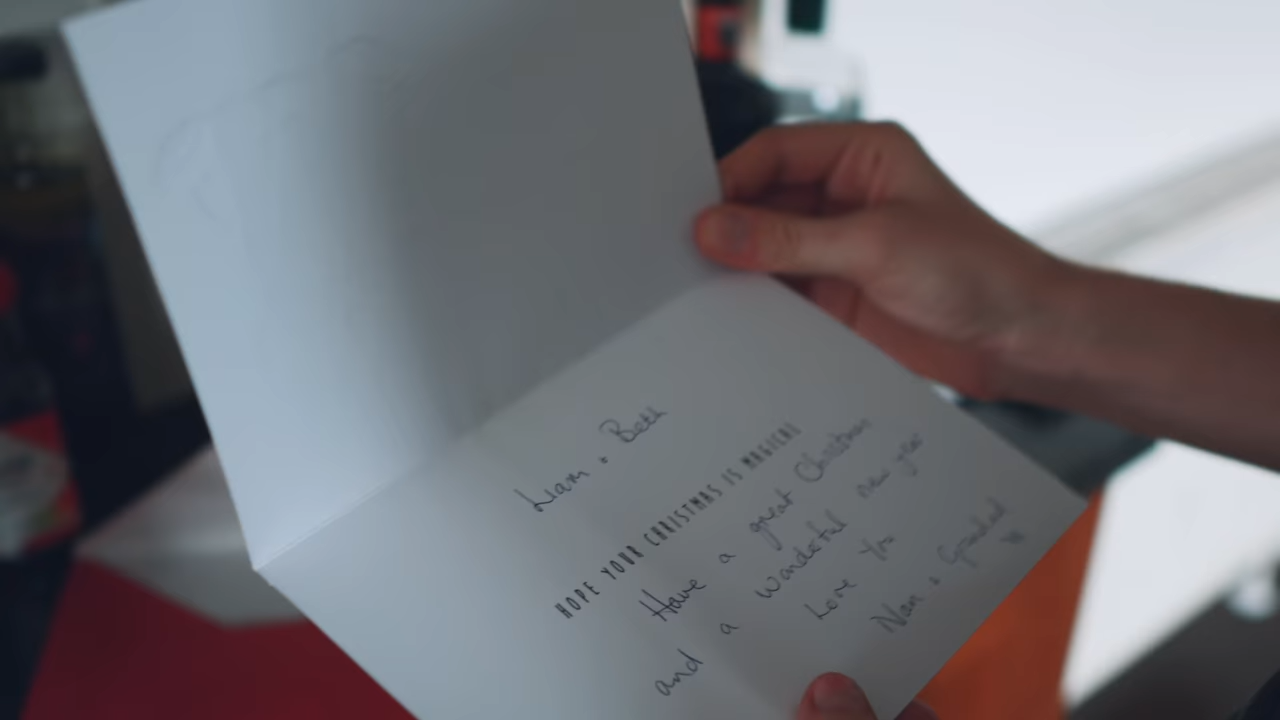 Liam + Beth
HOPE YOUR CHRISTMAS IS MAGICAL
Have a great Christmas
and a wonderful new year
Love You
Nan + Grandad